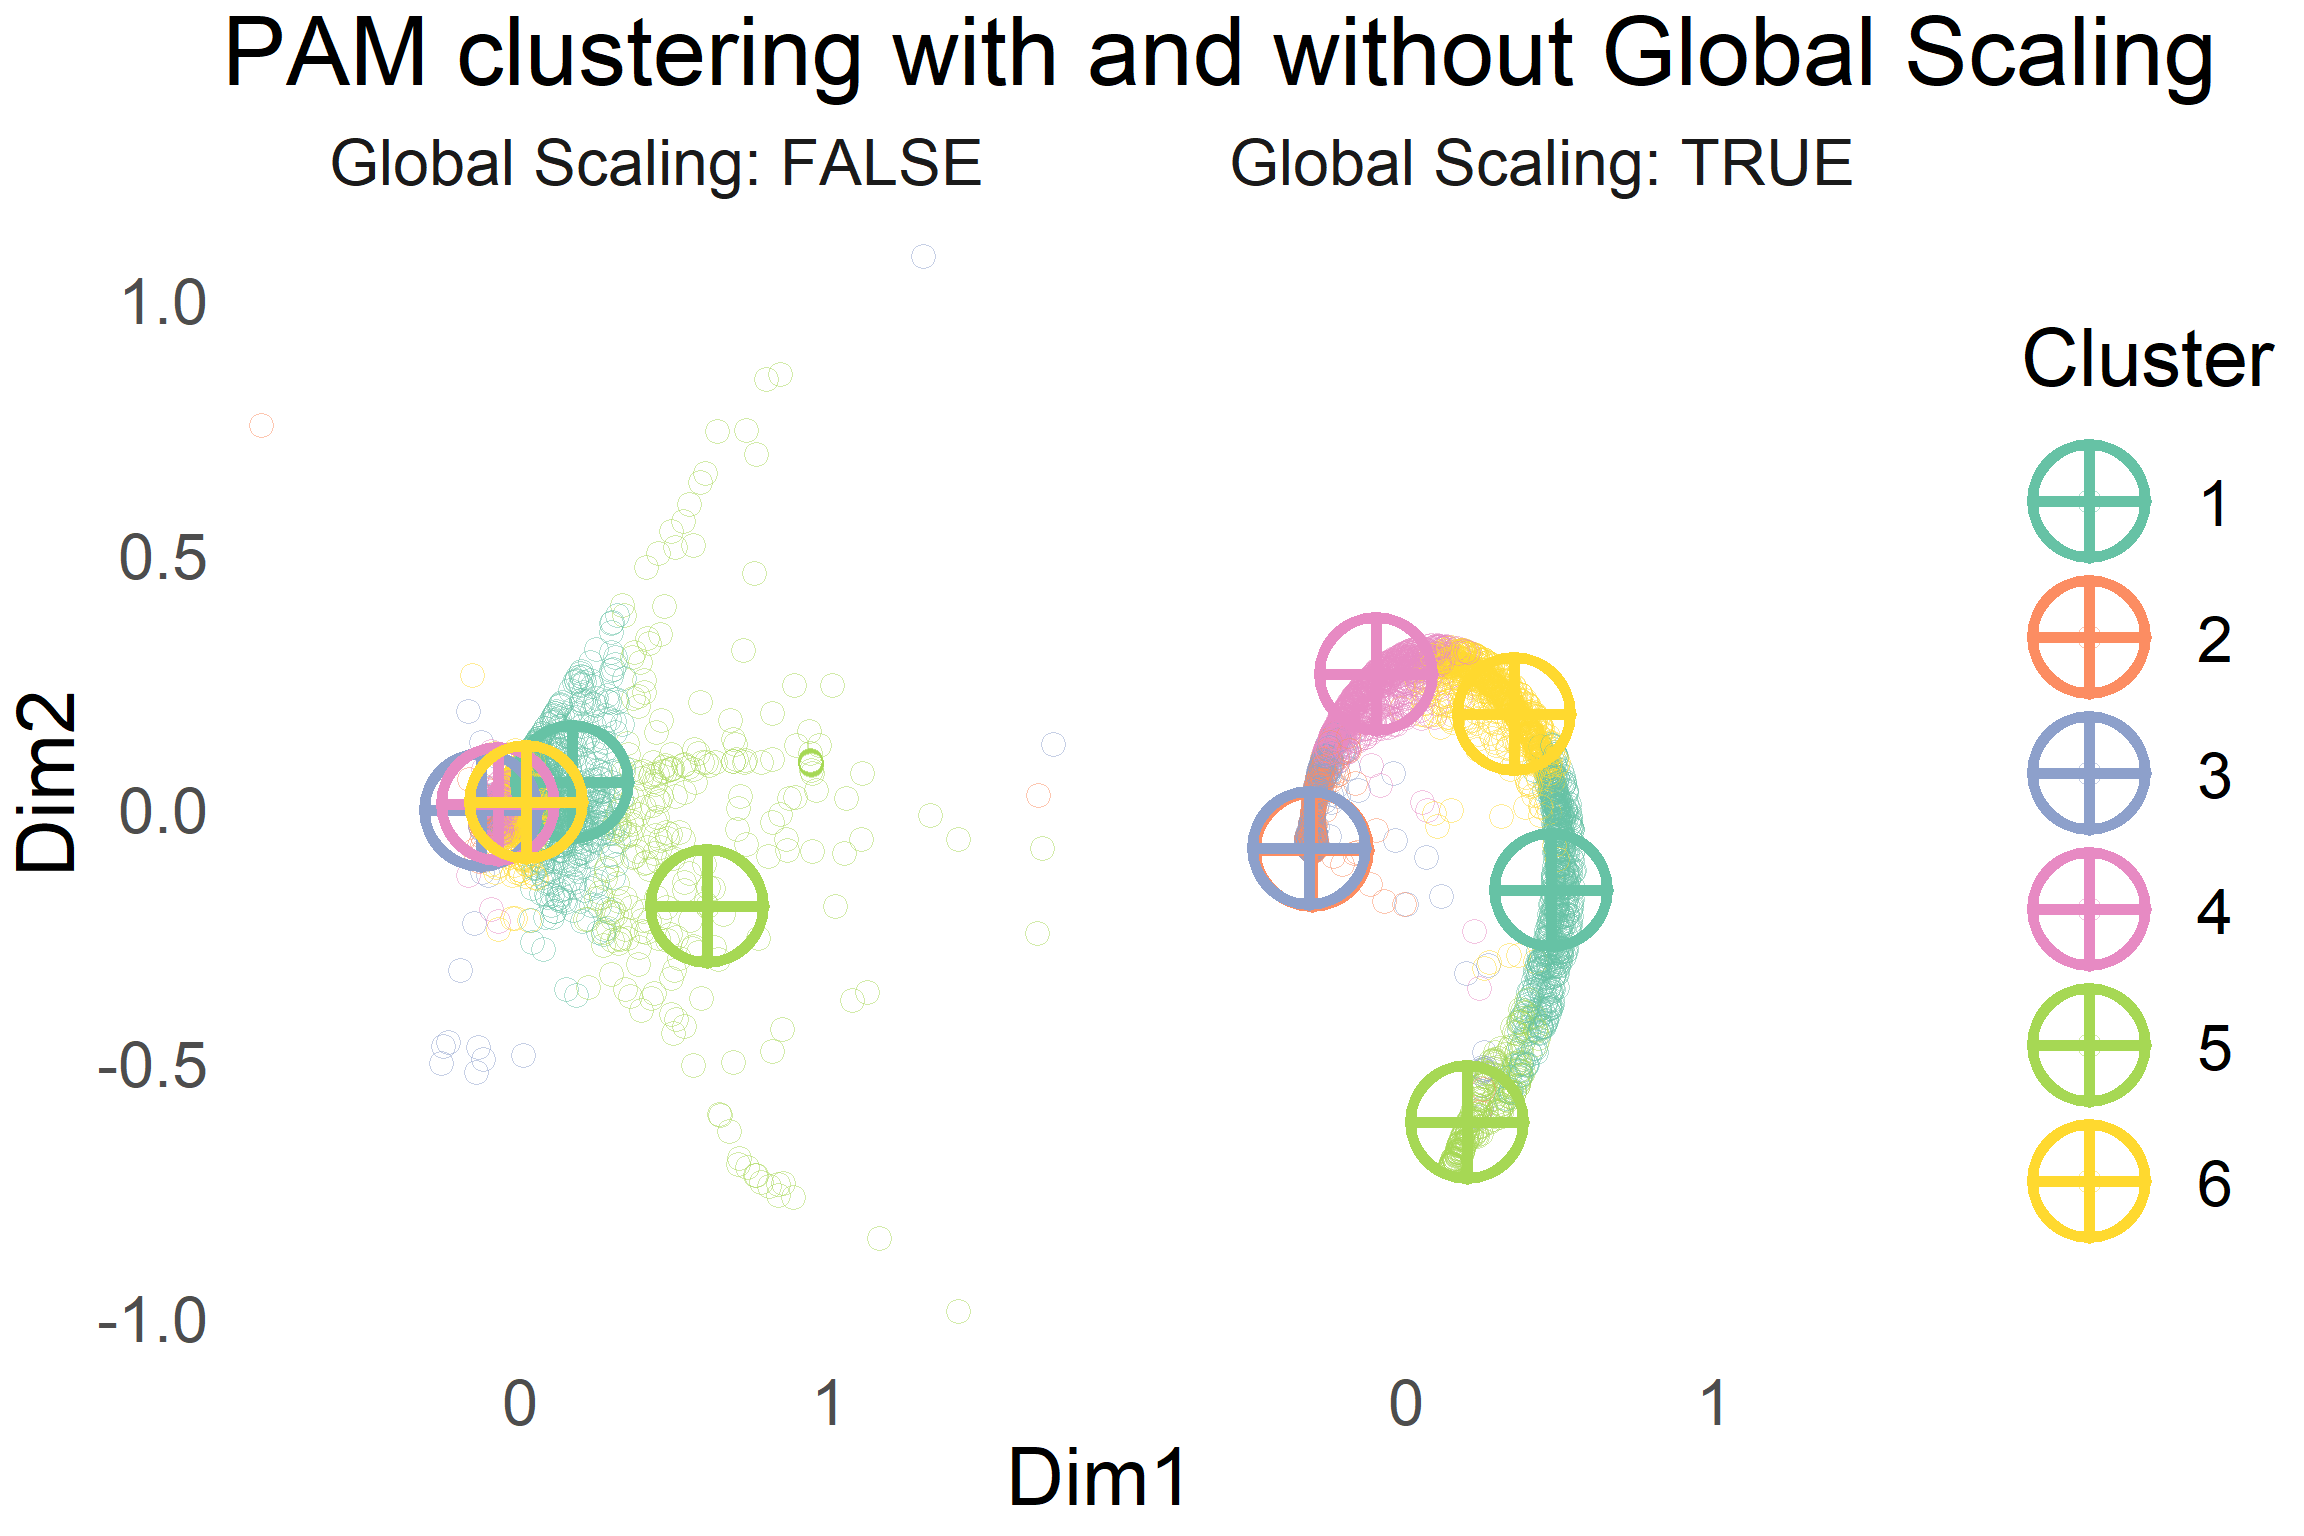 PAM clustering with and without Global Scaling
Global Scaling: FALSE
Global Scaling: TRUE
1.0
0.5
0.0
-0.5
-1.0
Dim2
0
1
0
1
Dim1
Cluster
1
2
3
4
5
6